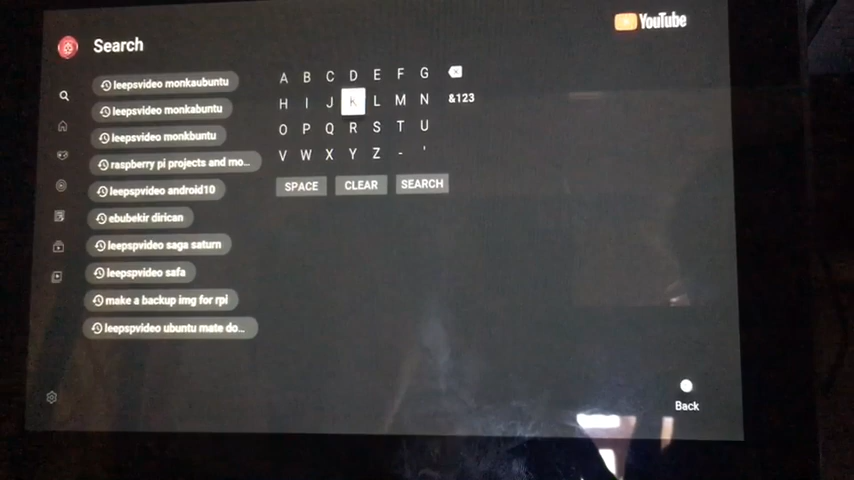 Search
YouTube
leepsvideo monkaubuntu
leepsvideo monkabuntu
leepsvideo monkbuntu
raspberry pi projects and mo...
leepspvideo android10
ebubekir dirican
leepsvideo saga saturn
leepspvideo safa
make a backup img for rpi
leepspvideo ubuntu mate do...
A B C D E F G
H I J K L M N &123
O P Q R S T U
V W X Y Z - '
SPACE CLEAR SEARCH
Back